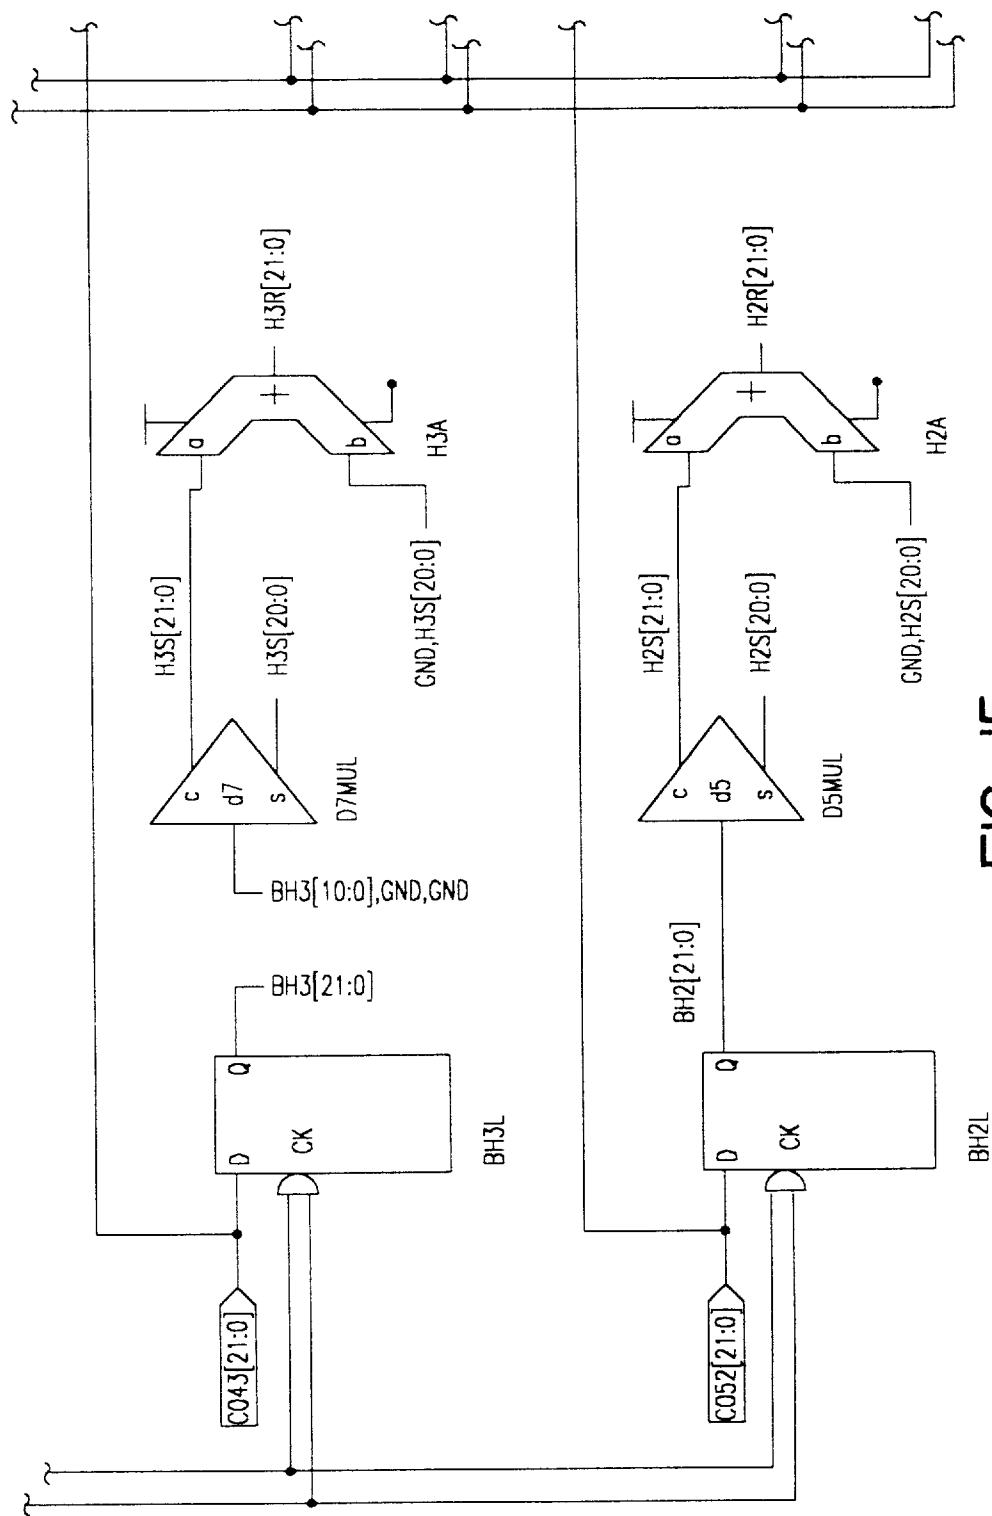 CO43[21:0]
D
Q
CK
BH3L
BH3[21:0]
BH3[10:0],GND,GND
c
d7
s
D7MUL
H3S[21:0]
H3S[20:0]
GND,H3S[20:0]
a
b
+
H3A
H3R[21:0]
CO52[21:0]
D
Q
CK
BH2L
BH2[21:0]
c
d5
s
D5MUL
H2S[21:0]
H2S[20:0]
GND,H2S[20:0]
a
b
+
H2A
H2R[21:0]